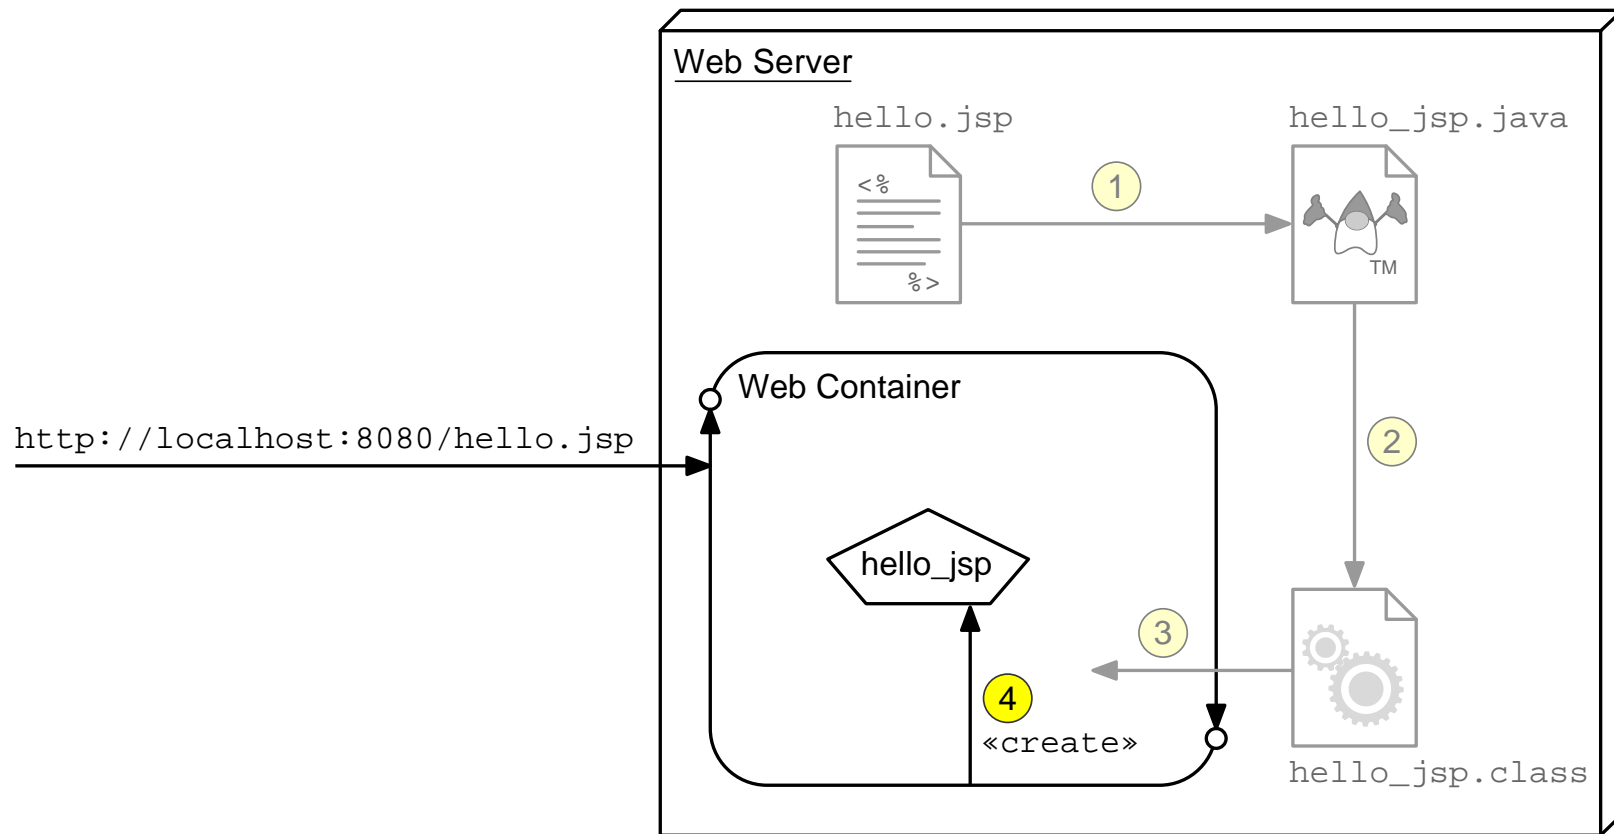 Web Server
hello.jsp
hello_jsp.java
<%
1
%>
TM
Web Container
http://localhost:8080/hello.jsp
2
hello_jsp
3
4
«create»
hello_jsp.class